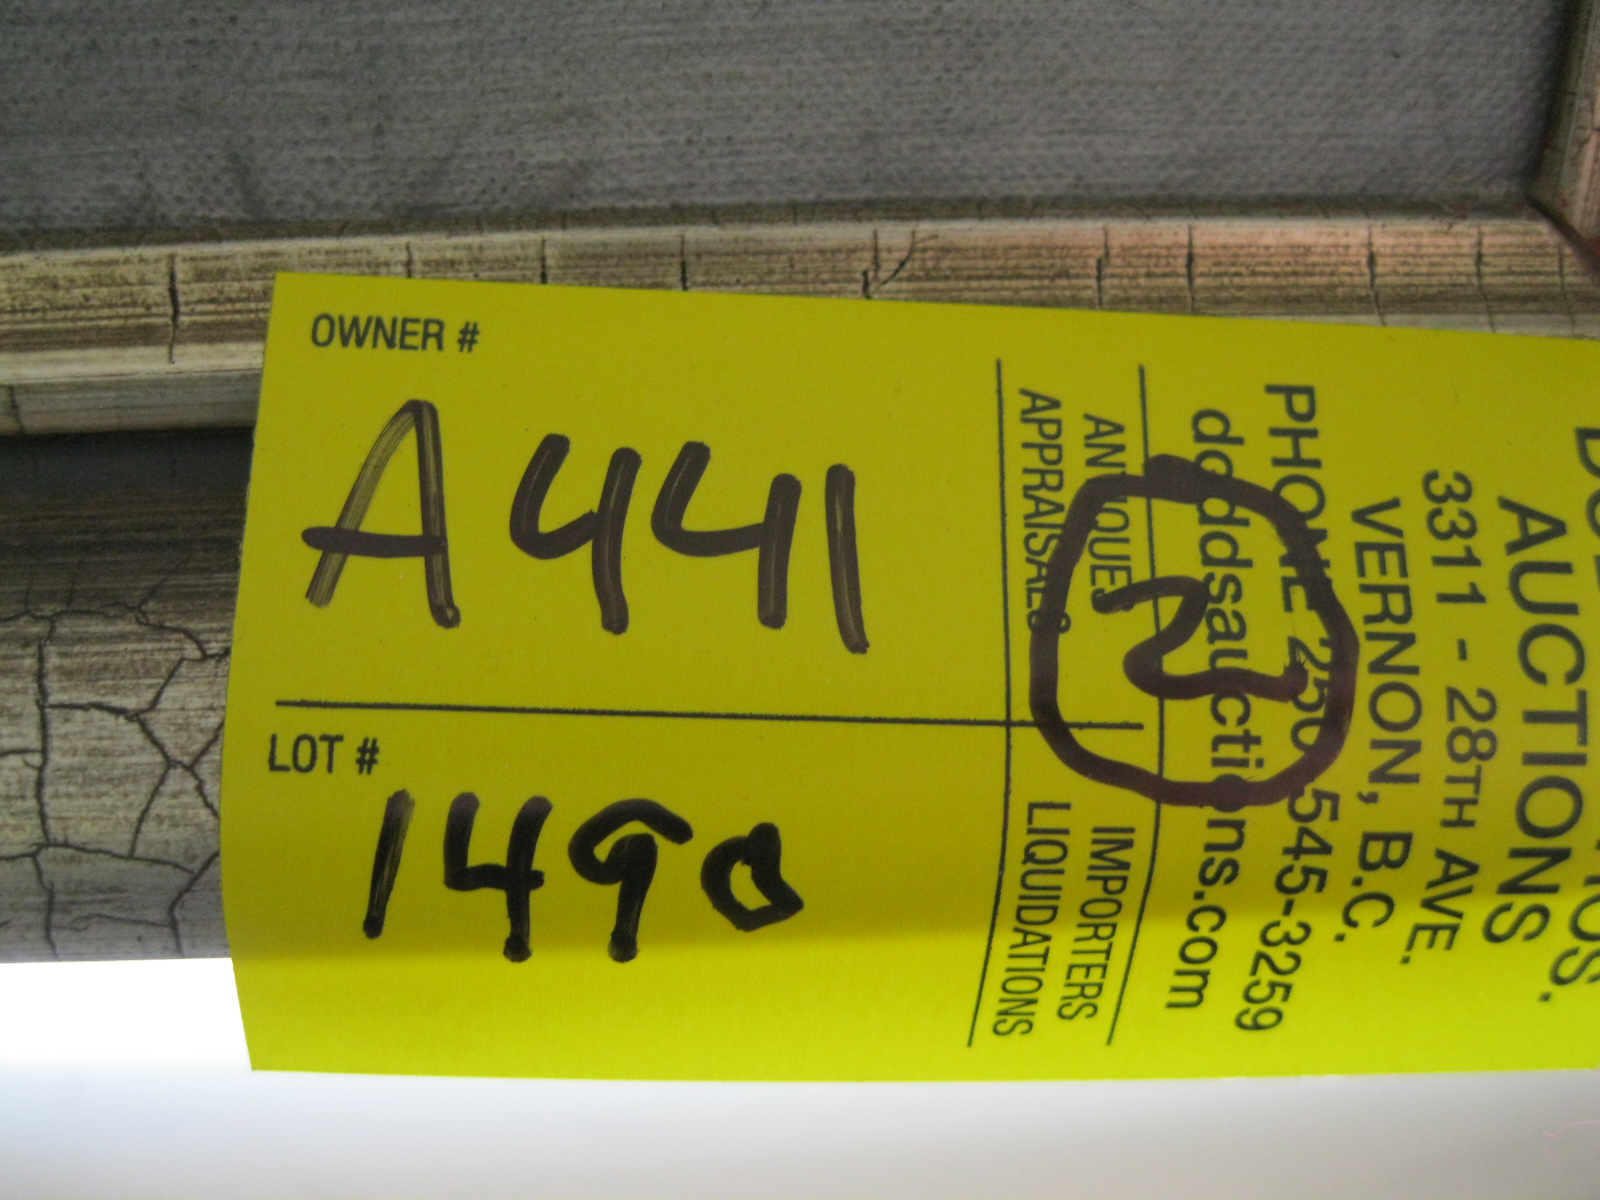 OWNER #
A441
LOT #
1490
AUCTIONS
3311 - 28TH AVE.
VERNON, B.C.
PHONE 250-545-3259
doddsauctions.com
ANTIQUES
IMPORTERS
APPRAISALS
LIQUIDATIONS
N